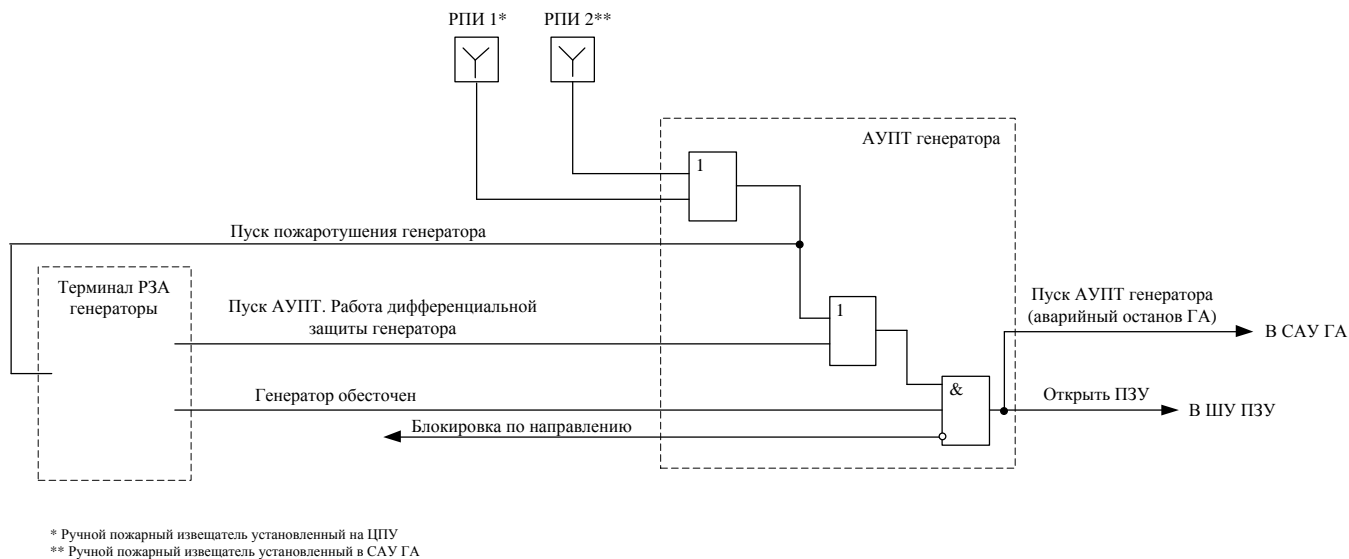 РПИ 1*
РПИ 2**
АУПТ генератора
1
Пуск пожаротушения генератора
Терминал РЗА
генераторы
Пуск АУПТ. Работа дифференциальной
защиты генератора
1
Пуск АУПТ генератора
(аварийный останов ГА)
В САУ ГА
&
Генератор обесточен
Открыть ПЗУ
В ШУ ПЗУ
Блокировка по направлению
* Ручной пожарный извещатель установленный на ЦПУ
** Ручной пожарный извещатель установленный в САУ ГА